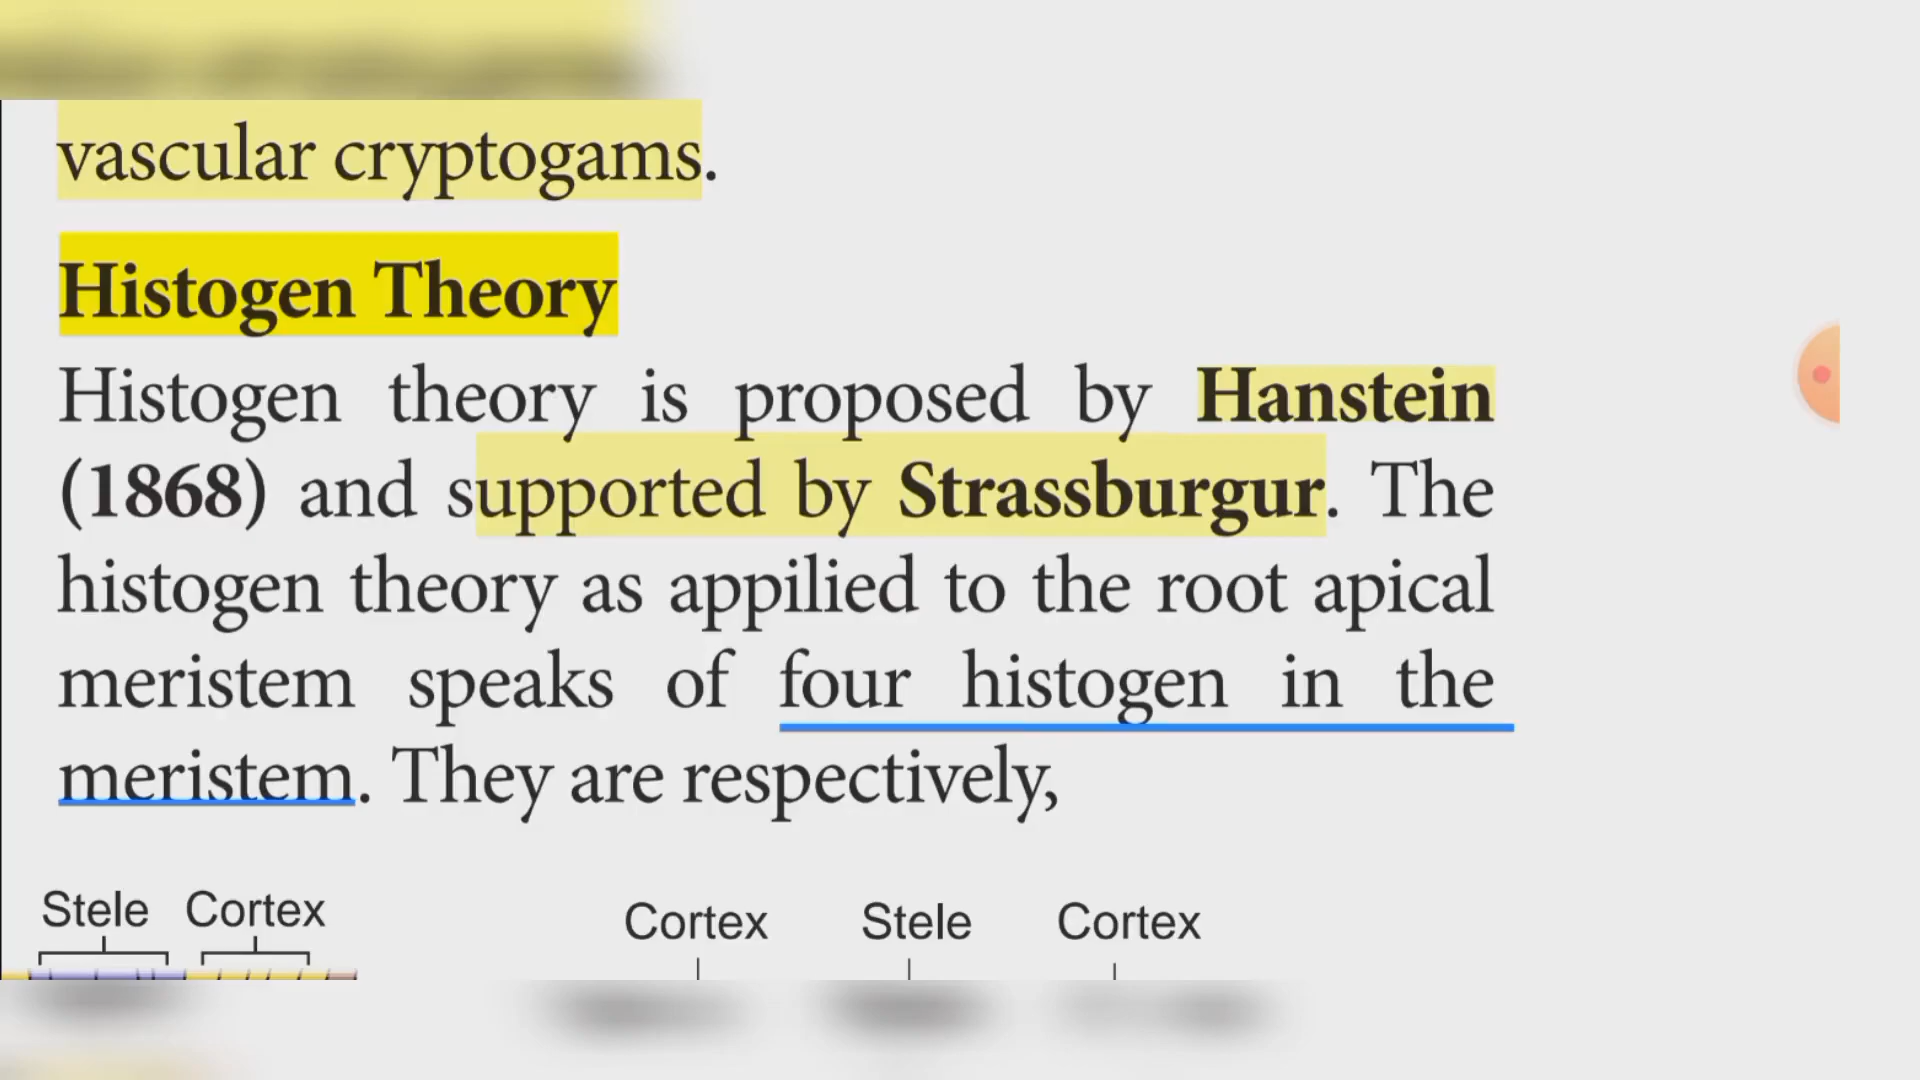 vascular cryptogams.
Histogen Theory
Histogen theory is proposed by Hanstein
(1868) and supported by Strassburgur. The
histogen theory as appilied to the root apical
meristem speaks of four histogen in the
meristem. They are respectively,
Stele Cortex
Cortex Stele Cortex